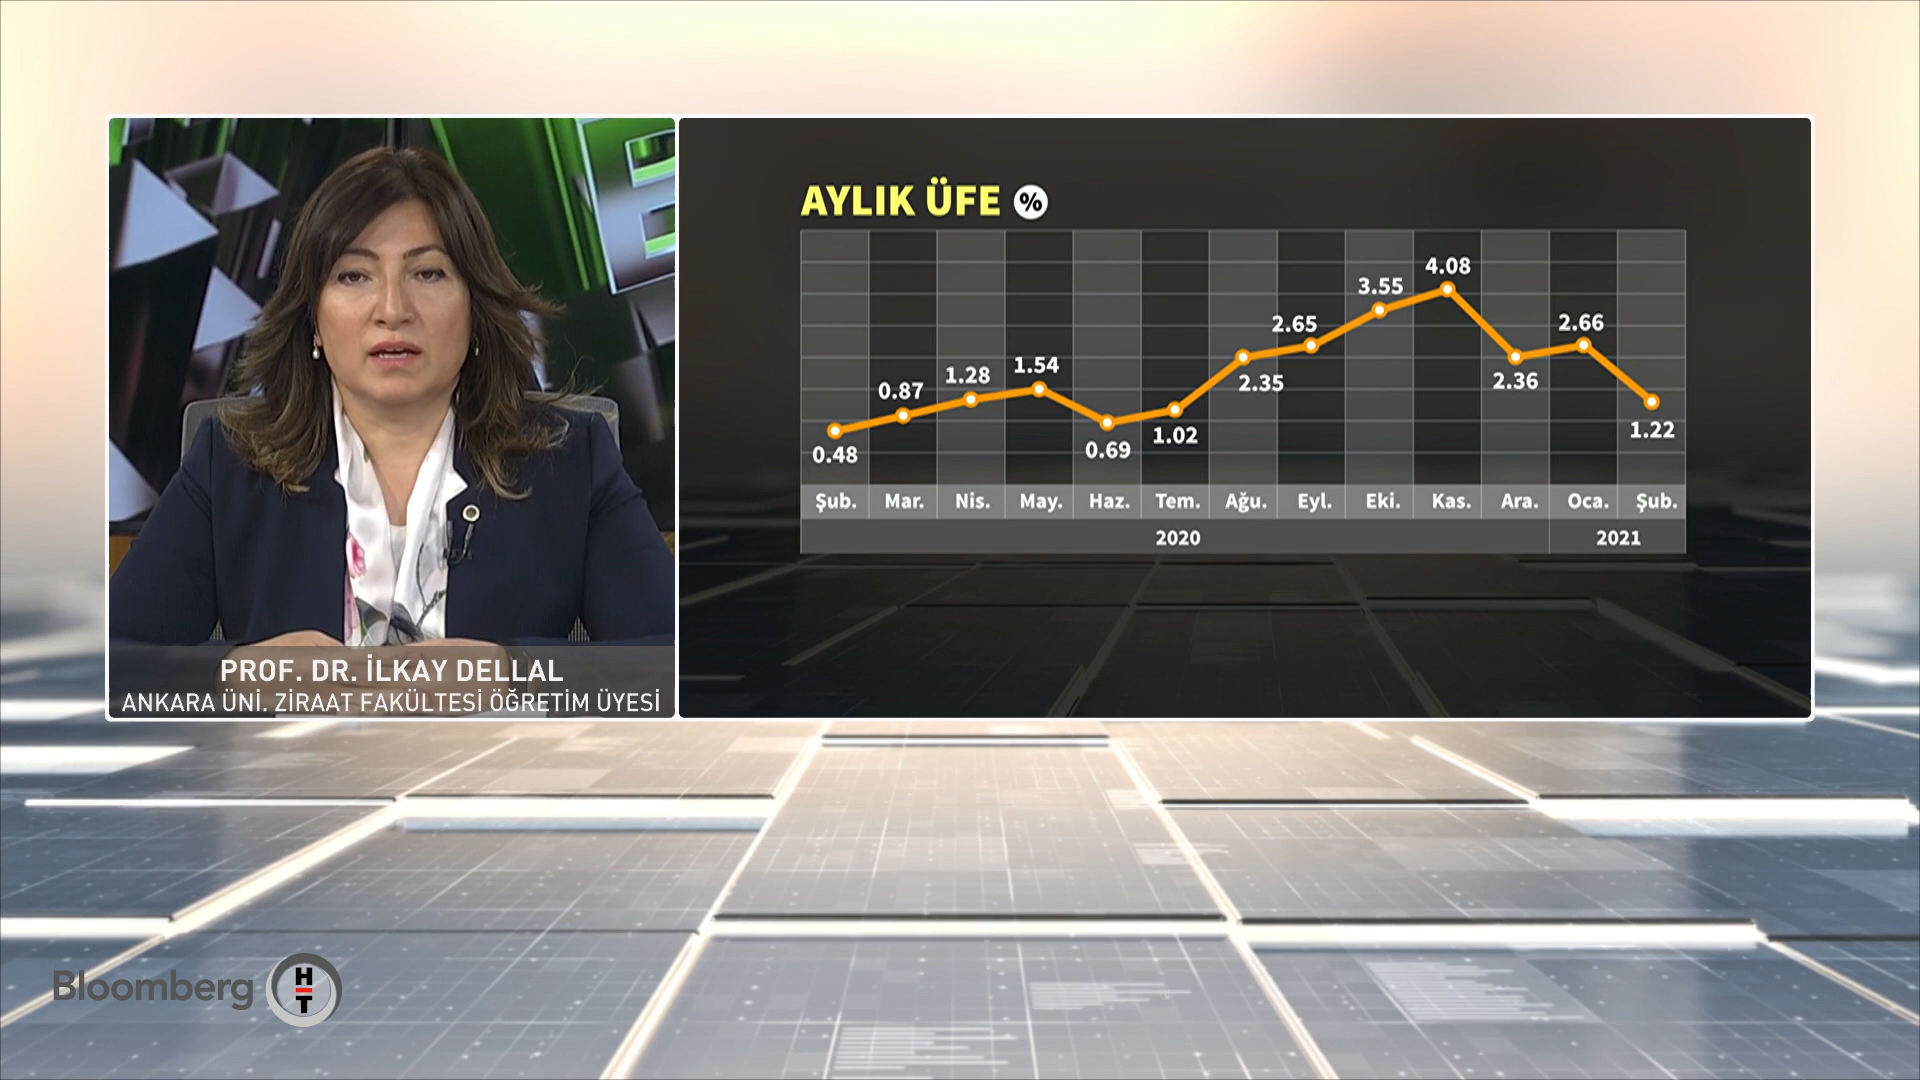 AYLIK ÜFE %
4.08
3.55
2.65
2.66
1.54
1.28
0.87
2.35
2.36
1.22
1.02
0.69
0.48
Şub. Mar. Nis. May. Haz. Tem. Ağu. Eyl. Eki. Kas. Ara. Oca. Şub.
2020 2021
PROF. DR. İLKAY DELLAL
ANKARA ÜNİ. ZİRAAT FAKÜLTESİ ÖĞRETİM ÜYESİ
Bloomberg HT